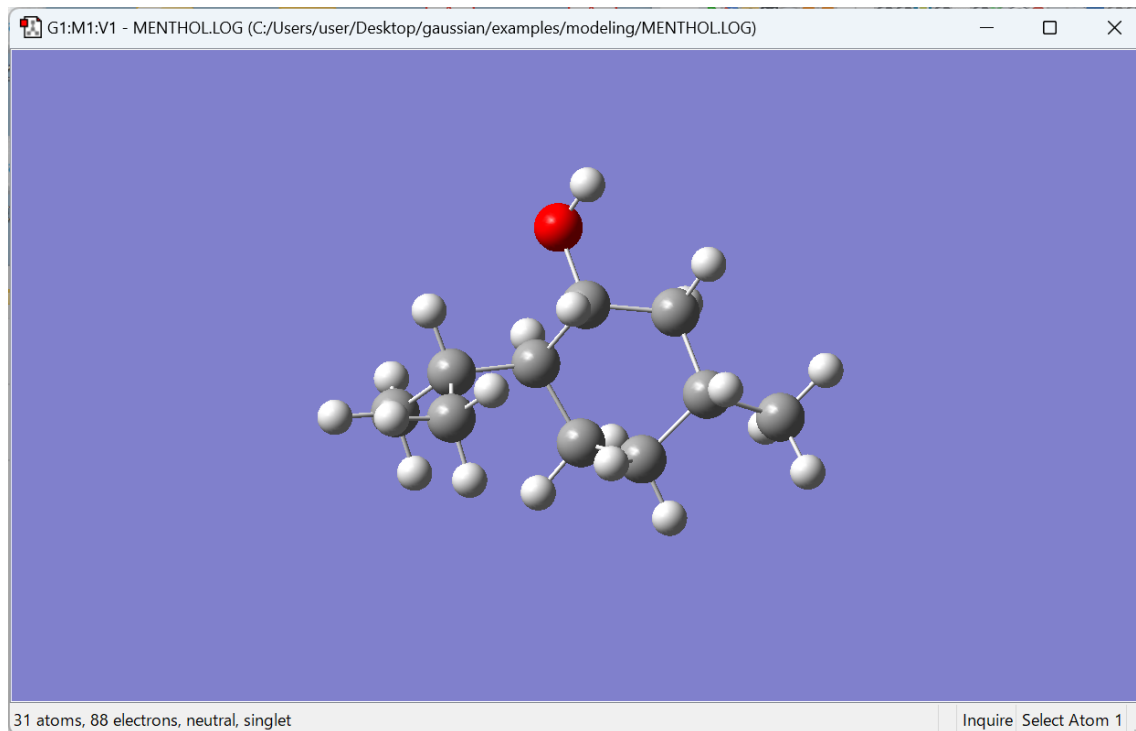 G1:M1:V1 - MENTHOL.LOG (C:/Users/user/Desktop/gaussian/examples/modeling/MENTHOL.LOG)
31 atoms, 88 electrons, neutral, singlet
Inquire
Select Atom 1